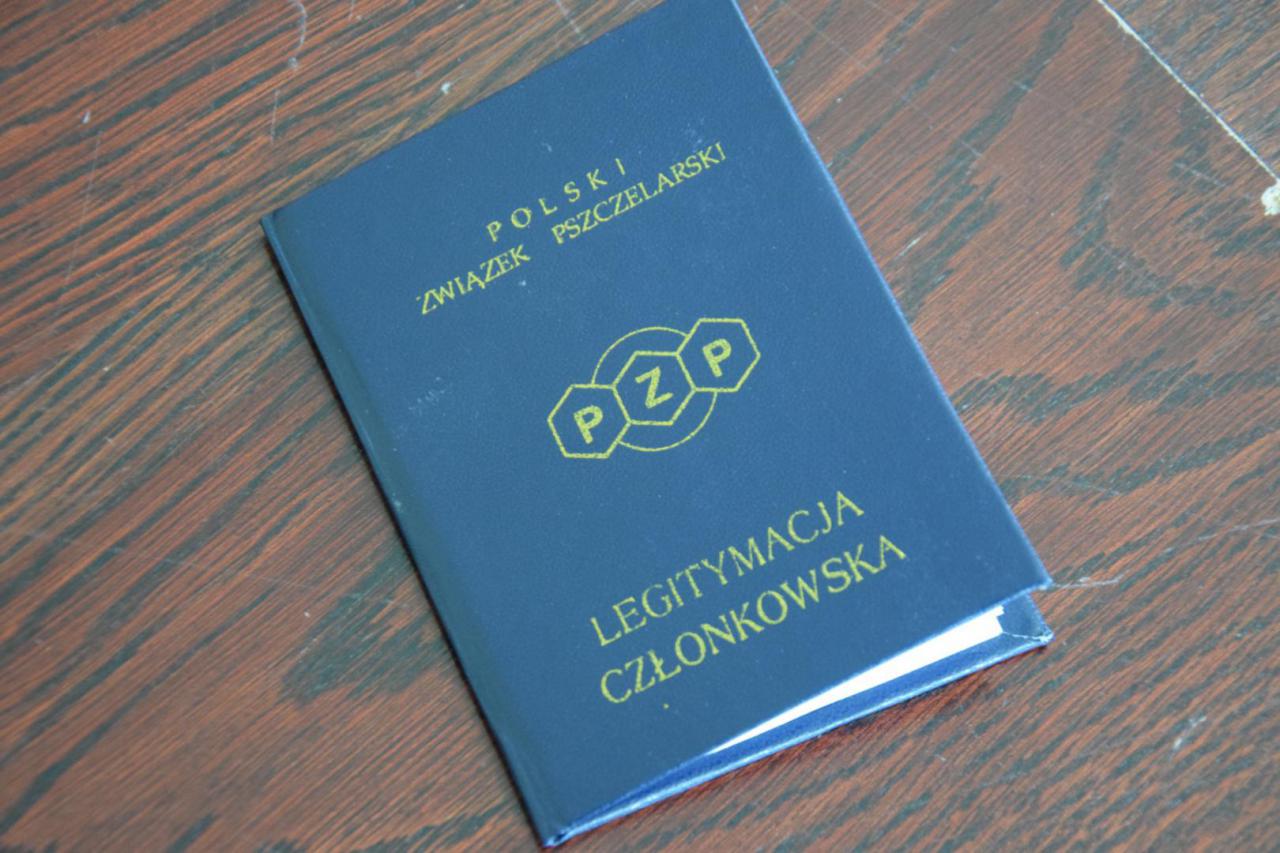 POLSKI
ZWIĄZEK PSZCZELARSKI
PZP
LEGITYMACJA
CZŁONKOWSKA